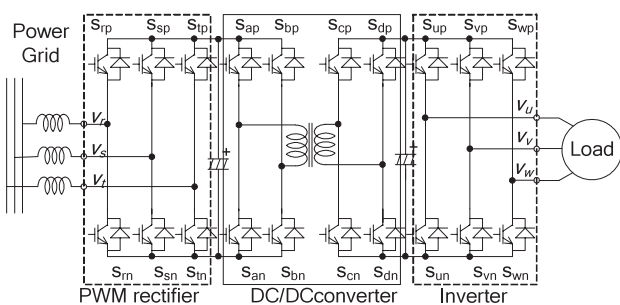 Power
Grid
Srp Ssp Stp Sap Sbp Scp Sdp Sup Svp Swp
+ +
vr
vs
vt
vu
vv
vw
Load
Srn Ssn Stn San Sbn Scn Sdn Sun Svn Swn
PWM rectifier DC/DCconverter Inverter